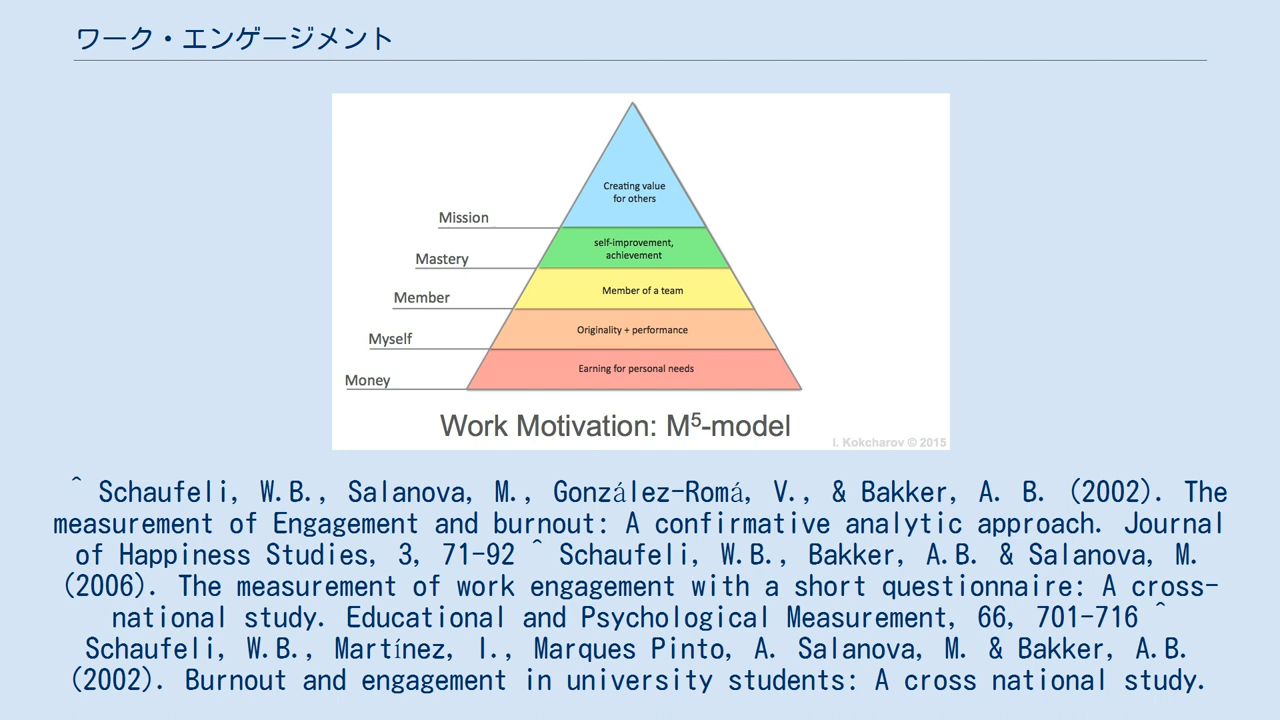 ワーク・エンゲージメント
Creating value
for others
Mission
self-improvement,
achievement
Mastery
Member of a team
Member
Originality + performance
Myself
Earning for personal needs
Money
Work Motivation: M⁵-model
I. Kokcharov © 2015
^ Schaufeli, W.B., Salanova, M., González-Romá, V., & Bakker, A. B. (2002). The
measurement of Engagement and burnout: A confirmative analytic approach. Journal
of Happiness Studies, 3, 71-92 ^ Schaufeli, W.B., Bakker, A.B. & Salanova, M.
(2006). The measurement of work engagement with a short questionnaire: A cross-
national study. Educational and Psychological Measurement, 66, 701-716 ^
Schaufeli, W.B., Martínez, I., Marques Pinto, A. Salanova, M. & Bakker, A.B.
(2002). Burnout and engagement in university students: A cross national study.